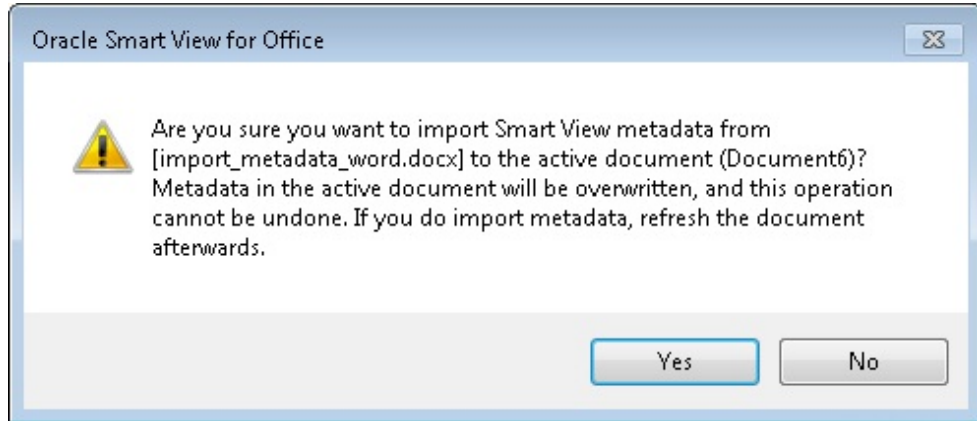 Oracle Smart View for Office
Are you sure you want to import Smart View metadata from
[import_metadata_word.docx] to the active document (Document6)?
Metadata in the active document will be overwritten, and this operation
cannot be undone. If you do import metadata, refresh the document
afterwards.
Yes
No